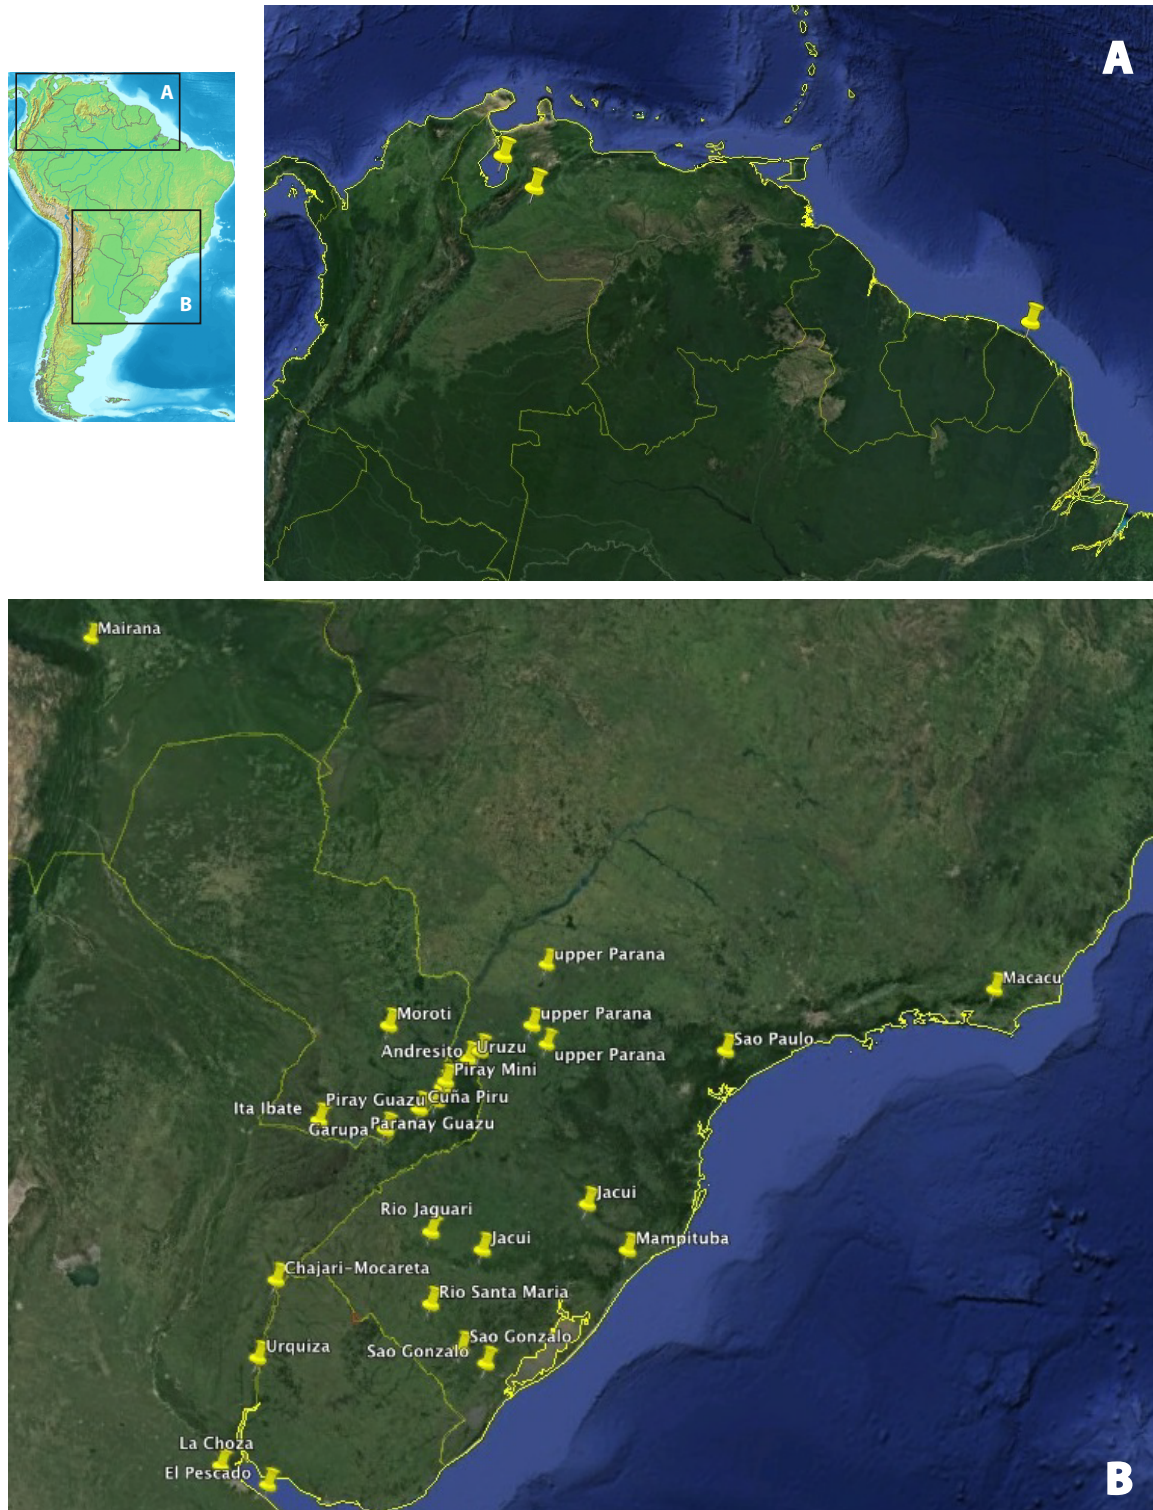 A
A
B
Mairana
upper Parana
Macacu
Moroti
upper Parana
Sao Paulo
Andresito
Uruzu
upper Parana
Piray Mini
Piray Guazu
Cuña Piru
Ita Ibate
Garupa
Paranay Guazu
Jacui
Rio Jaguari
Jacui
Mampituba
Chajari-Mocareta
Rio Santa Maria
Sao Gonzalo
Urquiza
Sao Gonzalo
La Choza
El Pescado
B